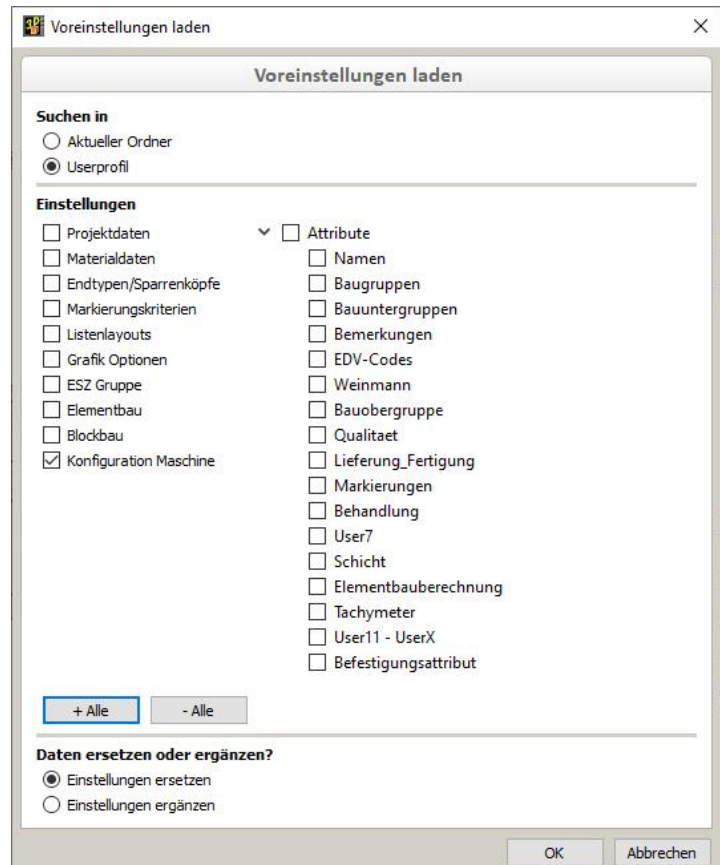 Voreinstellungen laden
Voreinstellungen laden
Suchen in
Aktueller Ordner
Userprofil
Einstellungen
Projektdaten
Materialdaten
Endtypen/Sparrenköpfe
Markierungskriterien
Listenlayouts
Grafik Optionen
ESZ Gruppe
Elementbau
Blockbau
Konfiguration Maschine
Attribute
Namen
Baugruppen
Bauuntergruppen
Bemerkungen
EDV-Codes
Weinmann
Bauobergruppe
Qualitaet
Lieferung_Fertigung
Markierungen
Behandlung
User7
Schicht
Elementbauberechnung
Tachymeter
User11 - UserX
Befestigungsattribut
+ Alle
- Alle
Daten ersetzen oder ergänzen?
Einstellungen ersetzen
Einstellungen ergänzen
OK
Abbrechen